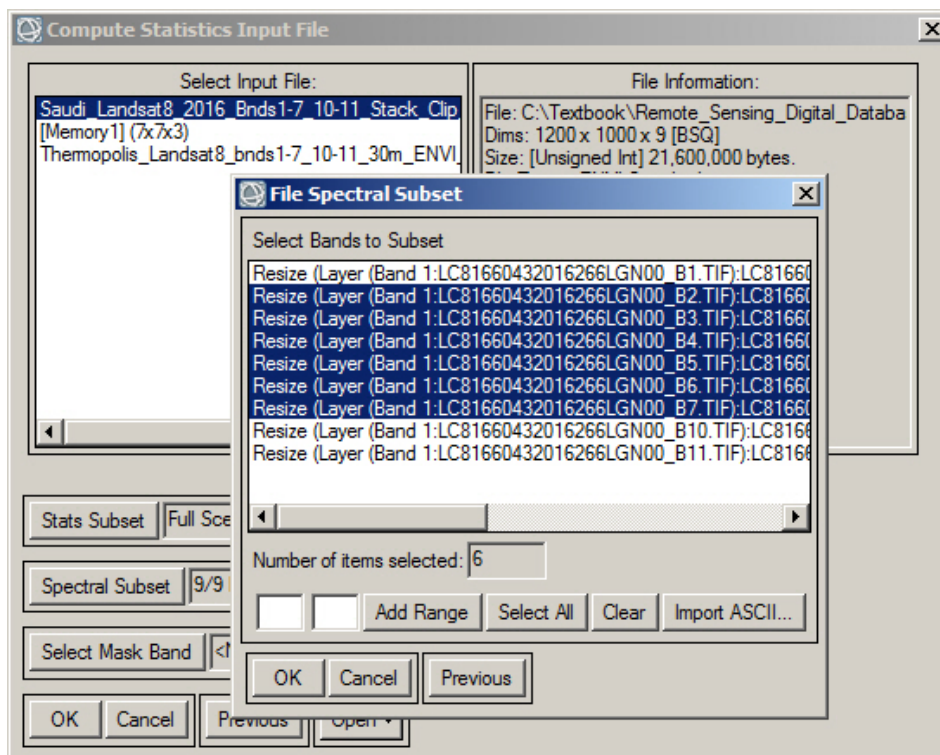 Compute Statistics Input File
Select Input File:
Saudi_Landsat8_2016_Bnds1-7_10-11_Stack_Clip
[Memory1] (7x7x3)
Thermopolis_Landsat8_bnds1-7_10-11_30m_ENVI_
File Information:
File: C:\Textbook\Remote_Sensing_Digital_Databa
Dims: 1200 x 1000 x 9 [BSQ]
Size: [Unsigned Int] 21,600,000 bytes.
File Spectral Subset
Select Bands to Subset
Resize (Layer (Band 1:LC81660432016266LGN00_B1.TIF):LC81660
Resize (Layer (Band 1:LC81660432016266LGN00_B2.TIF):LC81660
Resize (Layer (Band 1:LC81660432016266LGN00_B3.TIF):LC81660
Resize (Layer (Band 1:LC81660432016266LGN00_B4.TIF):LC81660
Resize (Layer (Band 1:LC81660432016266LGN00_B5.TIF):LC81660
Resize (Layer (Band 1:LC81660432016266LGN00_B6.TIF):LC81660
Resize (Layer (Band 1:LC81660432016266LGN00_B7.TIF):LC81660
Resize (Layer (Band 1:LC81660432016266LGN00_B10.TIF):LC8166
Resize (Layer (Band 1:LC81660432016266LGN00_B11.TIF):LC8166
Number of items selected: 6
Add Range Select All Clear Import ASCII...
OK Cancel Previous
Stats Subset Full Sce
Spectral Subset 9/9
Select Mask Band <N
OK Cancel Previous Open